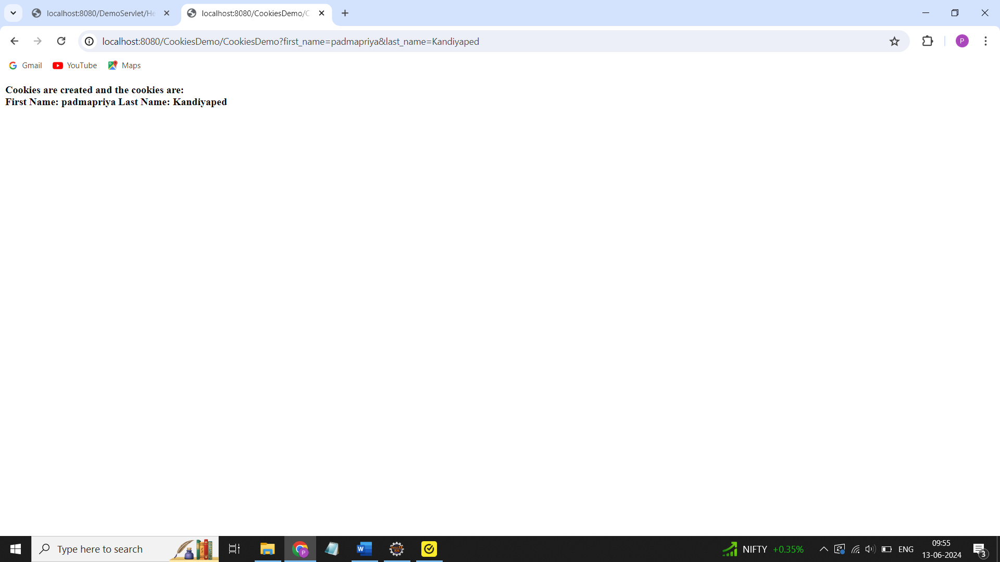 localhost:8080/DemoServlet/He
localhost:8080/CookiesDemo/C
localhost:8080/CookiesDemo/CookiesDemo?first_name=padmapriya&last_name=Kandiyaped
P
Gmail YouTube Maps
Cookies are created and the cookies are:
First Name: padmapriya Last Name: Kandiyaped
Type here to search
P
W
NIFTY +0.35%
ENG
09:55
13-06-2024
3